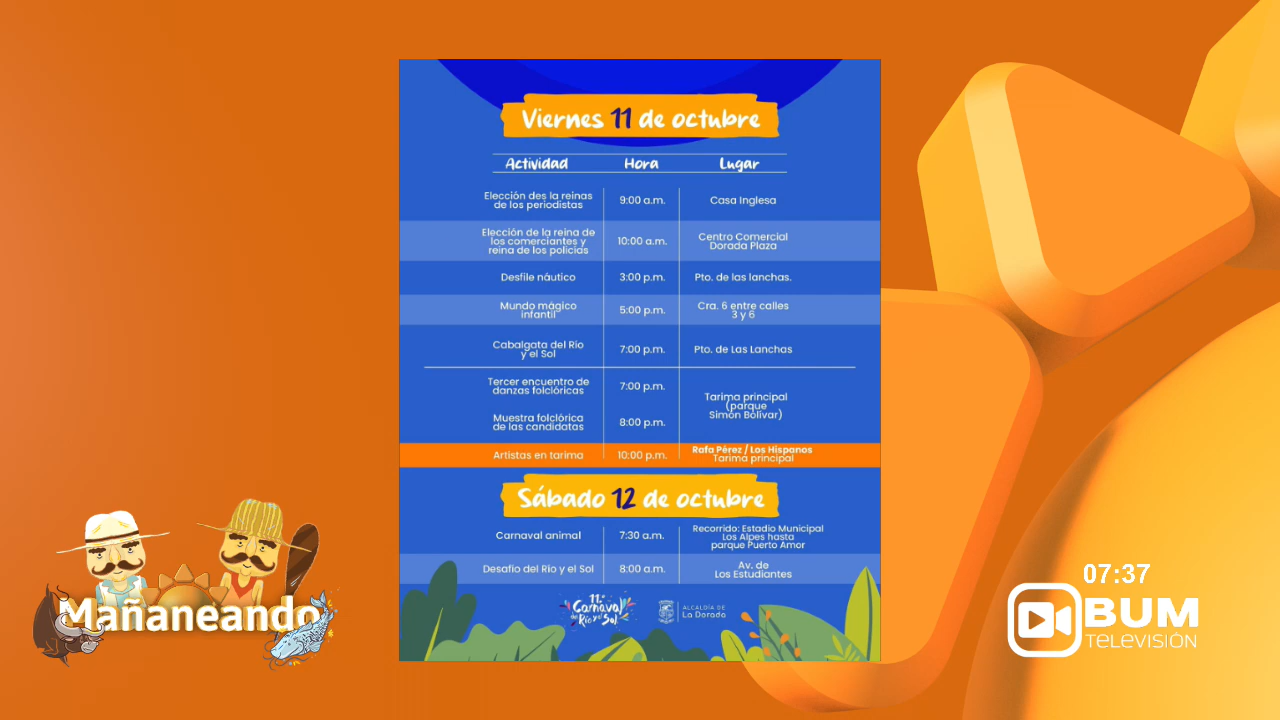 Viernes 11 de octubre
Actividad Hora Lugar
Elección des la reinas
de los periodistas
9:00 a.m.
Casa Inglesa
Elección de la reina de
los comerciantes y
reina de los policías
10:00 a.m.
Centro Comercial
Dorada Plaza
Desfile náutico
3:00 p.m.
Pto. de las lanchas.
Mundo mágico
infantil
5:00 p.m.
Cra. 6 entre calles
3 y 6
Cabalgata del Río
y el Sol
7:00 p.m.
Pto. de Las Lanchas
Tercer encuentro de
danzas folclóricas
7:00 p.m.
Tarima principal
(parque
Simón Bolívar)
Muestra folclórica
de las candidatas
8:00 p.m.
Artistas en tarima
10:00 p.m.
Rafa Pérez / Los Hispanos
Tarima principal
Sábado 12 de octubre
Carnaval animal
7:30 a.m.
Recorrido: Estadio Municipal
Los Alpes hasta
parque Puerto Amor
Desafío del Río y el Sol
8:00 a.m.
Av. de
Los Estudiantes
11.º
Carnaval
del Río y el
Sol
ALCALDÍA DE
La Dorada
Mañaneando
07:37
BUM
TELEVISIÓN